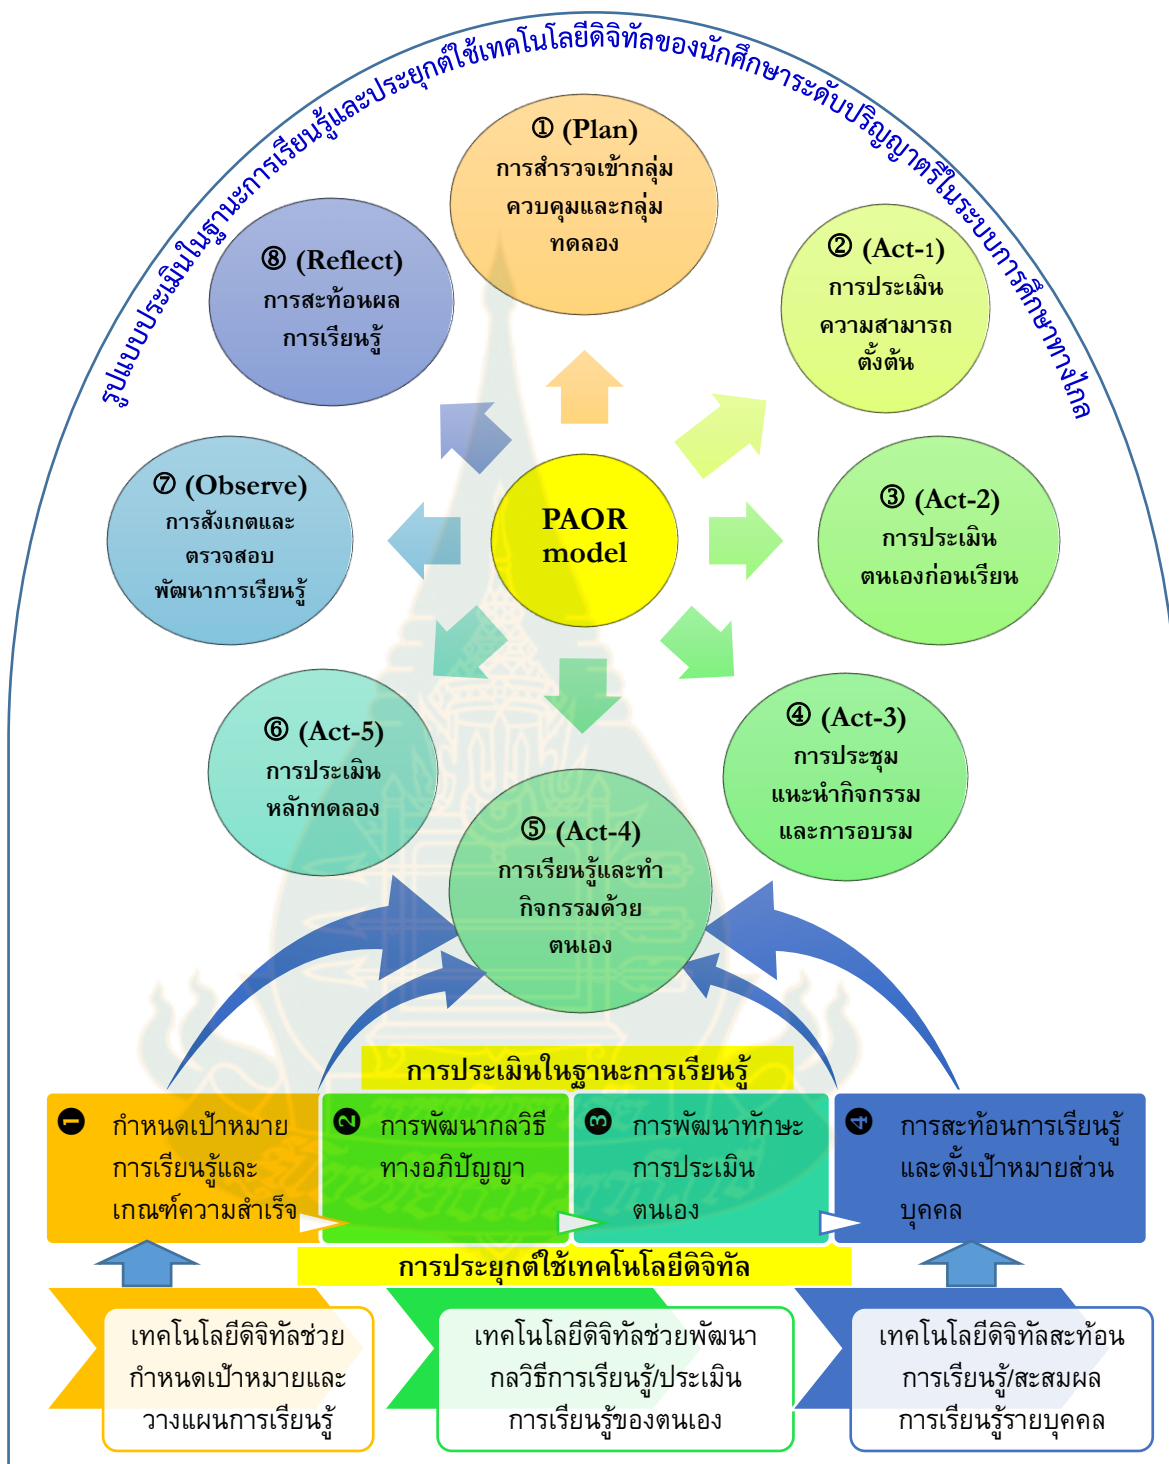 รูปแบบประเมินในฐานะการเรียนรู้และประยุกต์ใช้เทคโนโลยีดิจิทัลของนักศึกษาระดับปริญญาตรีในระบบการศึกษาทางไกล
① (Plan)
การสำรวจเข้ากลุ่ม
ควบคุมและกลุ่ม
ทดลอง
② (Act-1)
การประเมิน
ความสามารถ
ตั้งต้น
③ (Act-2)
การประเมิน
ตนเองก่อนเรียน
④ (Act-3)
การประชุม
แนะนำกิจกรรม
และการอบรม
⑤ (Act-4)
การเรียนรู้และทำ
กิจกรรมด้วย
ตนเอง
⑥ (Act-5)
การประเมิน
หลักทดลอง
⑦ (Observe)
การสังเกตและ
ตรวจสอบ
พัฒนาการเรียนรู้
⑧ (Reflect)
การสะท้อนผล
การเรียนรู้
PAOR
model
การประเมินในฐานะการเรียนรู้
❶ กำหนดเป้าหมาย
การเรียนรู้และ
เกณฑ์ความสำเร็จ
❷ การพัฒนากลวิธี
ทางอภิปัญญา
❸ การพัฒนาทักษะ
การประเมิน
ตนเอง
❹ การสะท้อนการเรียนรู้
และตั้งเป้าหมายส่วน
บุคคล
การประยุกต์ใช้เทคโนโลยีดิจิทัล
เทคโนโลยีดิจิทัลช่วย
กำหนดเป้าหมายและ
วางแผนการเรียนรู้
เทคโนโลยีดิจิทัลช่วยพัฒนา
กลวิธีการเรียนรู้/ประเมิน
การเรียนรู้ของตนเอง
เทคโนโลยีดิจิทัลสะท้อน
การเรียนรู้/สะสมผล
การเรียนรู้รายบุคคล